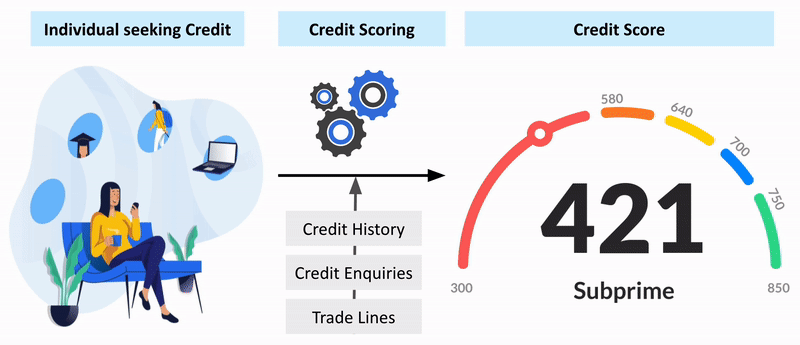 Individual seeking Credit
Credit Scoring
Credit Score
Credit History
Credit Enquiries
Trade Lines
300
580
640
700
750
850
421
Subprime